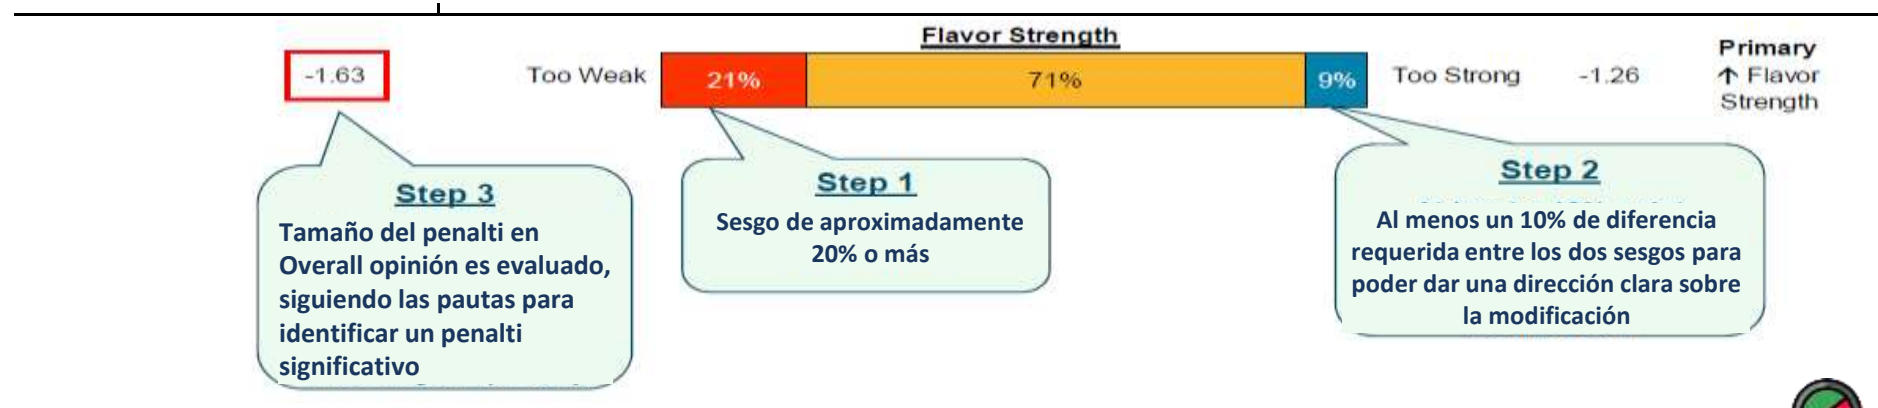 Flavor Strength
-1.63 Too Weak 21% 71% 9% Too Strong -1.26
Primary
↑ Flavor
Strength
Step 3
Tamaño del penalti en
Overall opinión es evaluado,
siguiendo las pautas para
identificar un penalti
significativo
Step 1
Sesgo de aproximadamente
20% o más
Step 2
Al menos un 10% de diferencia
requerida entre los dos sesgos para
poder dar una dirección clara sobre
la modificación